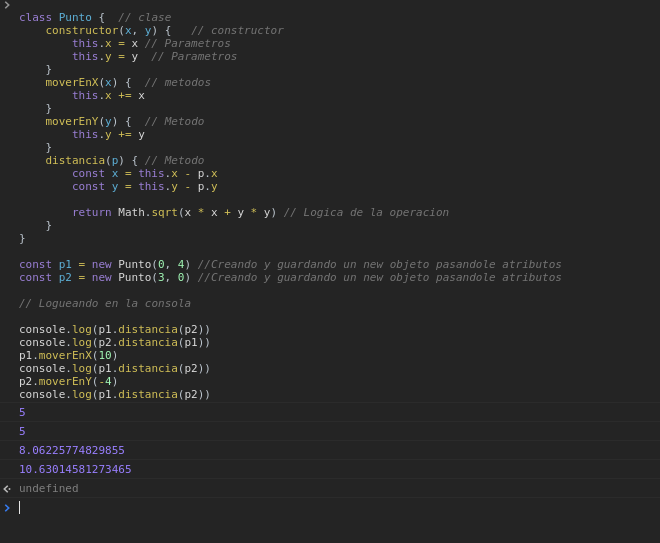 class Punto {  // clase
    constructor(x, y) {   // constructor
        this.x = x // Parametros
        this.y = y  // Parametros
    }
    moverEnX(x) {  // metodos
        this.x += x
    }
    moverEnY(y) {  // Metodo
        this.y += y
    }
    distancia(p) { // Metodo
        const x = this.x - p.x
        const y = this.y - p.y

        return Math.sqrt(x * x + y * y) // Logica de la operacion
    }
}

const p1 = new Punto(0, 4) //Creando y guardando un new objeto pasandole atributos
const p2 = new Punto(3, 0) //Creando y guardando un new objeto pasandole atributos

// Logueando en la consola

console.log(p1.distancia(p2))
console.log(p2.distancia(p1))
p1.moverEnX(10)
console.log(p1.distancia(p2))
p2.moverEnY(-4)
console.log(p1.distancia(p2))
5
5
8.06225774829855
10.63014581273465
undefined